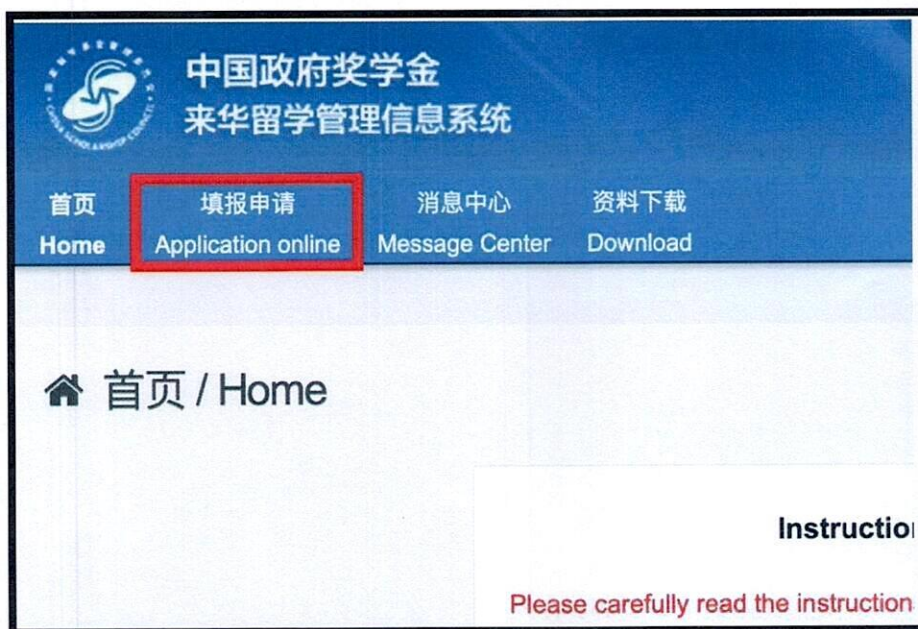 中国政府奖学金
来华留学管理信息系统
首页 填报申请 消息中心 资料下载
Home Application online Message Center Download
首页 / Home
Instructio
Please carefully read the instruction